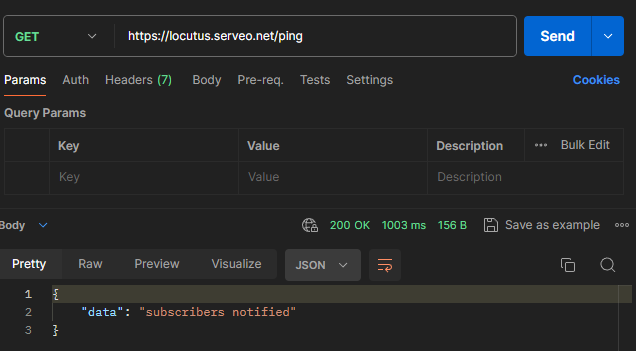 GET https://locutus.serveo.net/ping Send
Params Auth Headers (7) Body Pre-req. Tests Settings Cookies
Query Params
Key Value Description ••• Bulk Edit
Key Value Description
Body 200 OK 1003 ms 156 B Save as example •••
Pretty Raw Preview Visualize JSON
1 {
2 "data": "subscribers notified"
3 }